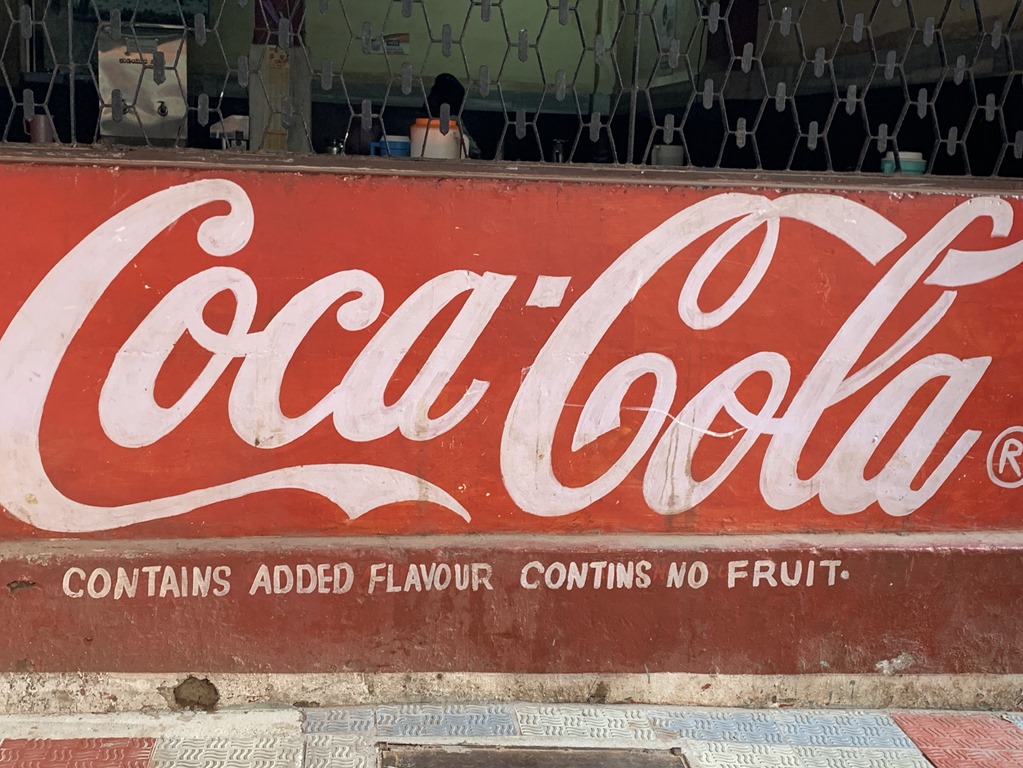 Coca-Cola ®
CONTAINS ADDED FLAVOUR CONTINS NO FRUIT.